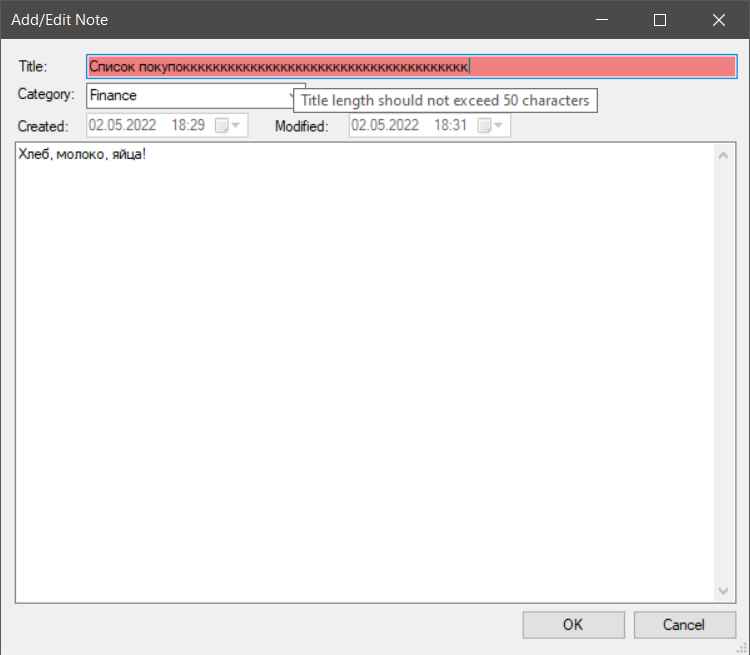 Add/Edit Note
Title: Список покупокккккккккккккккккккккккккккккккккккккк
Category: Finance
Title length should not exceed 50 characters
Created: 02.05.2022 18:29 Modified: 02.05.2022 18:31
Хлеб, молоко, яйца!
OK Cancel